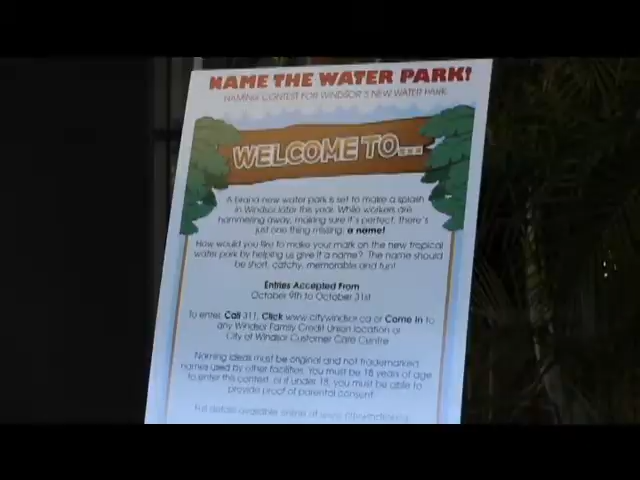 NAME THE WATER PARK!
NAMING CONTEST FOR WINDSOR'S NEW WATER PARK
WELCOME TO...
A brand new water park is set to make a splash
in Windsor later this year. While workers are
hammering away, making sure it's perfect, there's
just one thing missing: a name!
How would you like to make your mark on the new tropical
water park by helping us give it a name? The name should
be short, catchy, memorable and fun!
Entries Accepted From
October 9th to October 31st
To enter, Call 311, Click www.citywindsor.ca or Come In to
any Windsor Family Credit Union location or
City of Windsor Customer Care Centre
Naming ideas must be original and not trademarked
names used by other facilities. You must be 18 years of age
to enter this contest, or if under 18, you must be able to
provide proof of parental consent.
Full details available online at